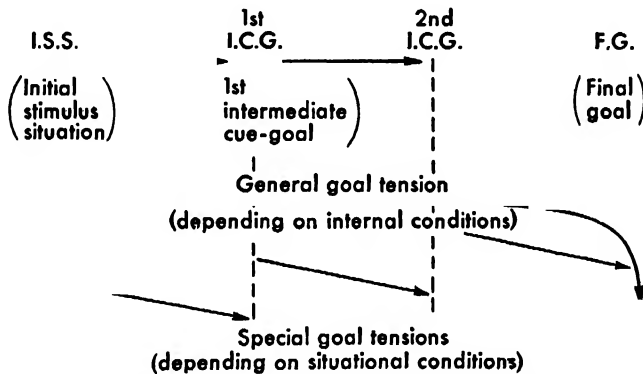 1st 2nd
I.S.S. I.C.G. I.C.G. F.G.
(Initial stimulus situation)
1st intermediate cue-goal)
(Final goal)
General goal tension
(depending on internal conditions)
Special goal tensions
(depending on situational conditions)